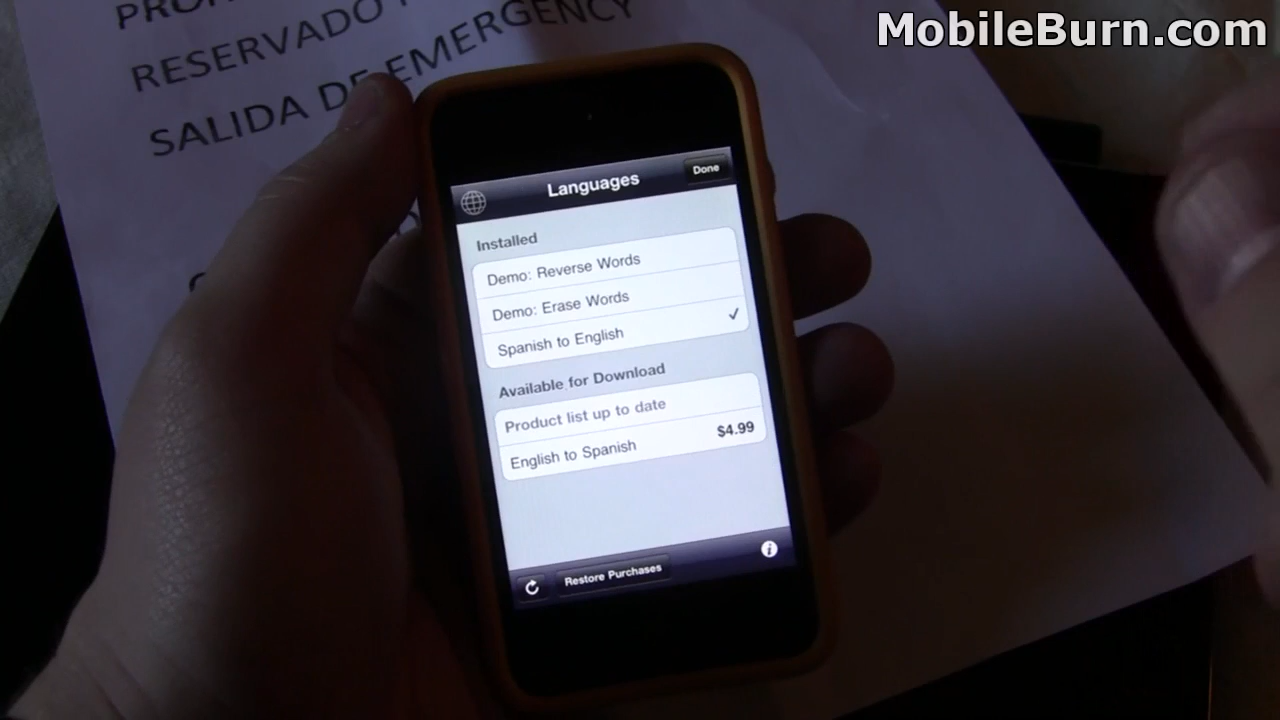 MobileBurn.com
RESERVADO
SALIDA DE EMERGENCY
Languages
Done
Installed
Demo: Reverse Words
Demo: Erase Words
Spanish to English
Available for Download
Product list up to date
English to Spanish
$4.99
Restore Purchases